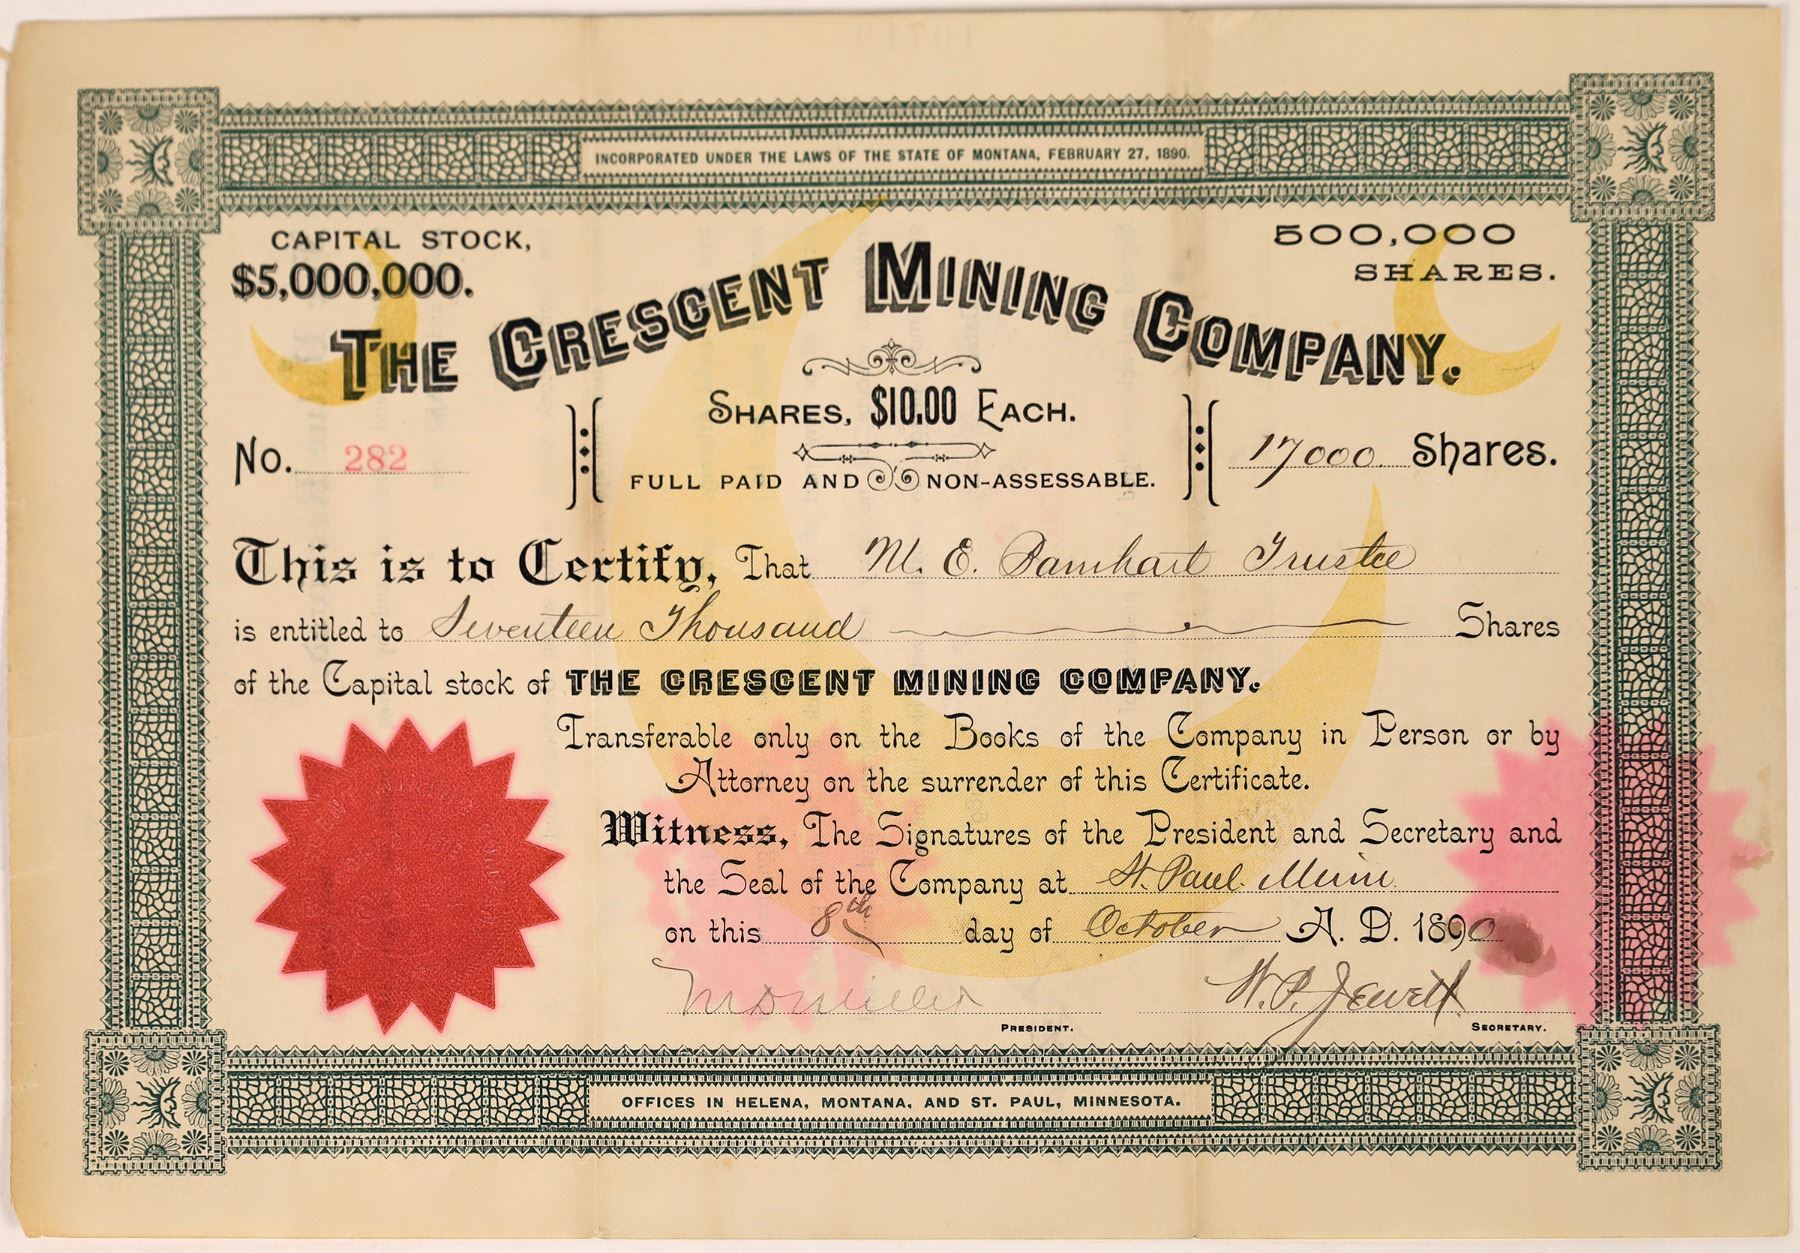 INCORPORATED UNDER THE LAWS OF THE STATE OF MONTANA, FEBRUARY 27, 1890.
CAPITAL STOCK,
$5,000,000.
500,000
SHARES.
THE CRESCENT MINING COMPANY.
SHARES, $10.00 EACH.
No. 282
17000 Shares.
FULL PAID AND NON-ASSESSABLE.
This is to Certify, That M. E. Barnhart Trustee
is entitled to Seventeen Thousand Shares
of the Capital stock of THE CRESCENT MINING COMPANY.
Transferable only on the Books of the Company in Person or by
Attorney on the surrender of this Certificate.
Witness, The Signatures of the President and Secretary and
the Seal of the Company at St. Paul. Minn
on this 8th day of October A. D. 1890
PRESIDENT.
W. P. Jewett
SECRETARY.
OFFICES IN HELENA, MONTANA, AND ST. PAUL, MINNESOTA.